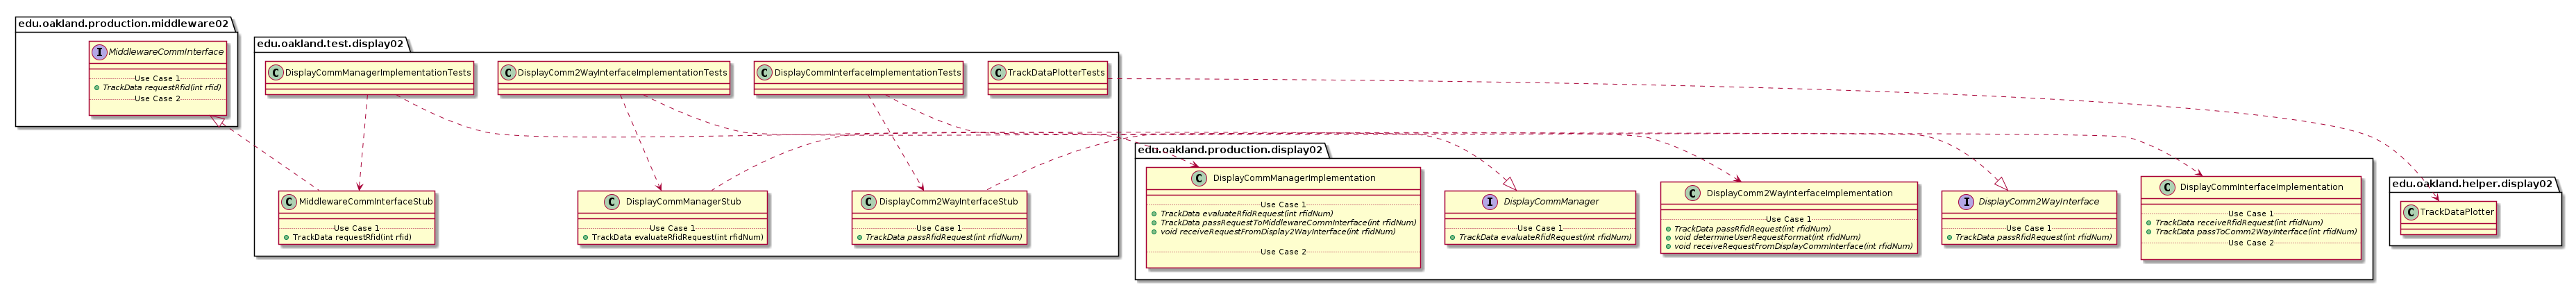 edu.oakland.production.middleware02
I MiddlewareCommInterface
Use Case 1
TrackData requestRfid(int rfid)
Use Case 2
edu.oakland.test.display02
C DisplayCommManagerImplementationTests
C DisplayComm2WayInterfaceImplementationTests
C DisplayCommInterfaceImplementationTests
C TrackDataPlotterTests
C MiddlewareCommInterfaceStub
Use Case 1
TrackData requestRfid(int rfid)
C DisplayCommManagerStub
Use Case 1
TrackData evaluateRfidRequest(int rfidNum)
C DisplayComm2WayInterfaceStub
Use Case 1
TrackData passRfidRequest(int rfidNum)
edu.oakland.production.display02
C DisplayCommManagerImplementation
Use Case 1
TrackData evaluateRfidRequest(int rfidNum)
TrackData passRequestToMiddlewareCommInterface(int rfidNum)
void receiveRequestFromDisplay2WayInterface(int rfidNum)
Use Case 2
I DisplayCommManager
Use Case 1
TrackData evaluateRfidRequest(int rfidNum)
C DisplayComm2WayInterfaceImplementation
Use Case 1
TrackData passRfidRequest(int rfidNum)
void determineUserRequestFormat(int rfidNum)
void receiveRequestFromDisplayCommInterface(int rfidNum)
I DisplayComm2WayInterface
Use Case 1
TrackData passRfidRequest(int rfidNum)
C DisplayCommInterfaceImplementation
Use Case 1
TrackData receiveRfidRequest(int rfidNum)
TrackData passToComm2WayInterface(int rfidNum)
Use Case 2
edu.oakland.helper.display02
C TrackDataPlotter